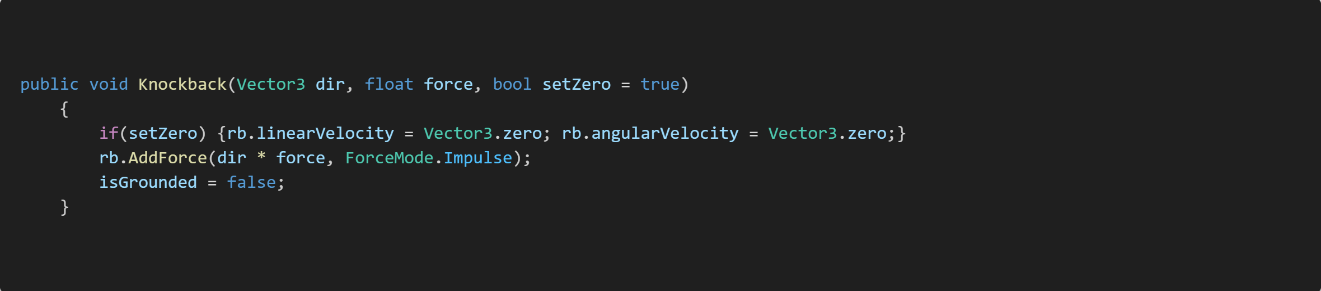 public void Knockback(Vector3 dir, float force, bool setZero = true)
    {
        if(setZero) {rb.linearVelocity = Vector3.zero; rb.angularVelocity = Vector3.zero;}
        rb.AddForce(dir * force, ForceMode.Impulse);
        isGrounded = false;
    }